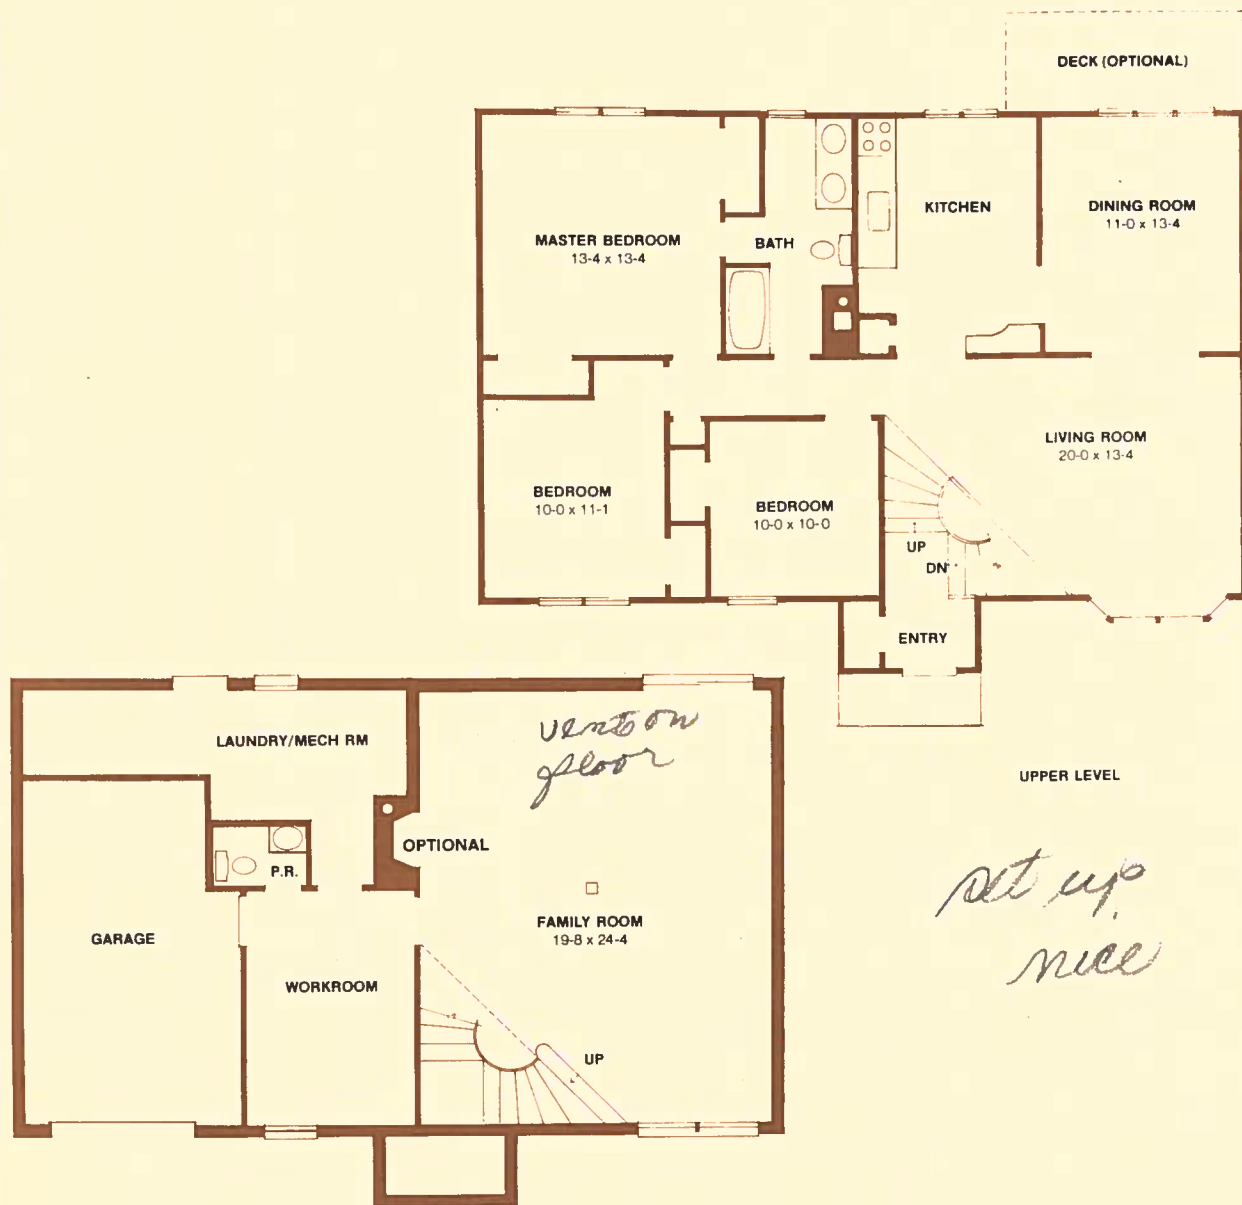 DECK (OPTIONAL)
MASTER BEDROOM
13-4 x 13-4
BATH
KITCHEN
DINING ROOM
11-0 x 13-4
LIVING ROOM
20-0 x 13-4
BEDROOM
10-0 x 11-1
BEDROOM
10-0 x 10-0
UP
DN
ENTRY
UPPER LEVEL
LAUNDRY/MECH RM
vents on
floor
OPTIONAL
P.R.
GARAGE
FAMILY ROOM
19-8 x 24-4
WORKROOM
UP
set up
nice